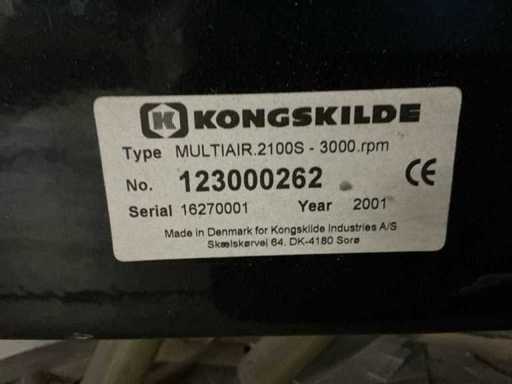 KONGSKILDE
Type MULTIAIR.2100S - 3000.rpm
No. 123000262 CE
Serial 16270001 Year 2001
Made in Denmark for Kongskilde Industries A/S
Skælskørvej 64, DK-4180 Sorø